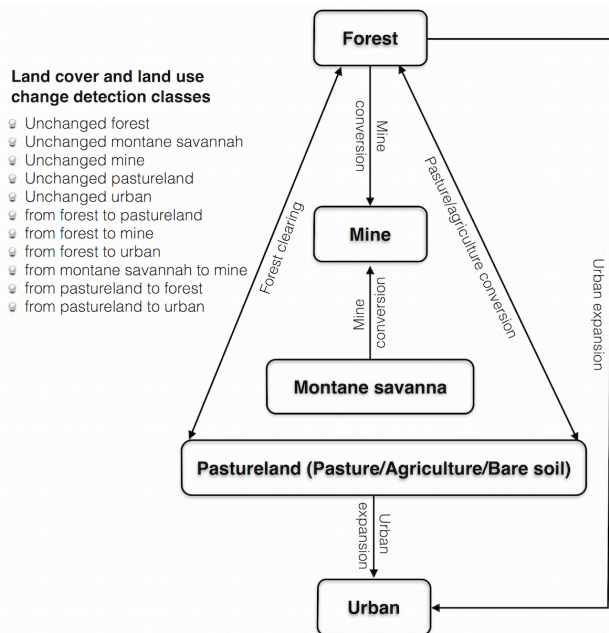 Forest
Land cover and land use
change detection classes
Unchanged forest
Unchanged montane savannah
Unchanged mine
Unchanged pastureland
Unchanged urban
from forest to pastureland
from forest to mine
from forest to urban
from montane savannah to mine
from pastureland to forest
from pastureland to urban
Mine
conversion
Forest clearing
Pasture/agriculture conversion
Urban expansion
Mine
Mine
conversion
Montane savanna
Pastureland (Pasture/Agriculture/Bare soil)
Urban
expansion
Urban